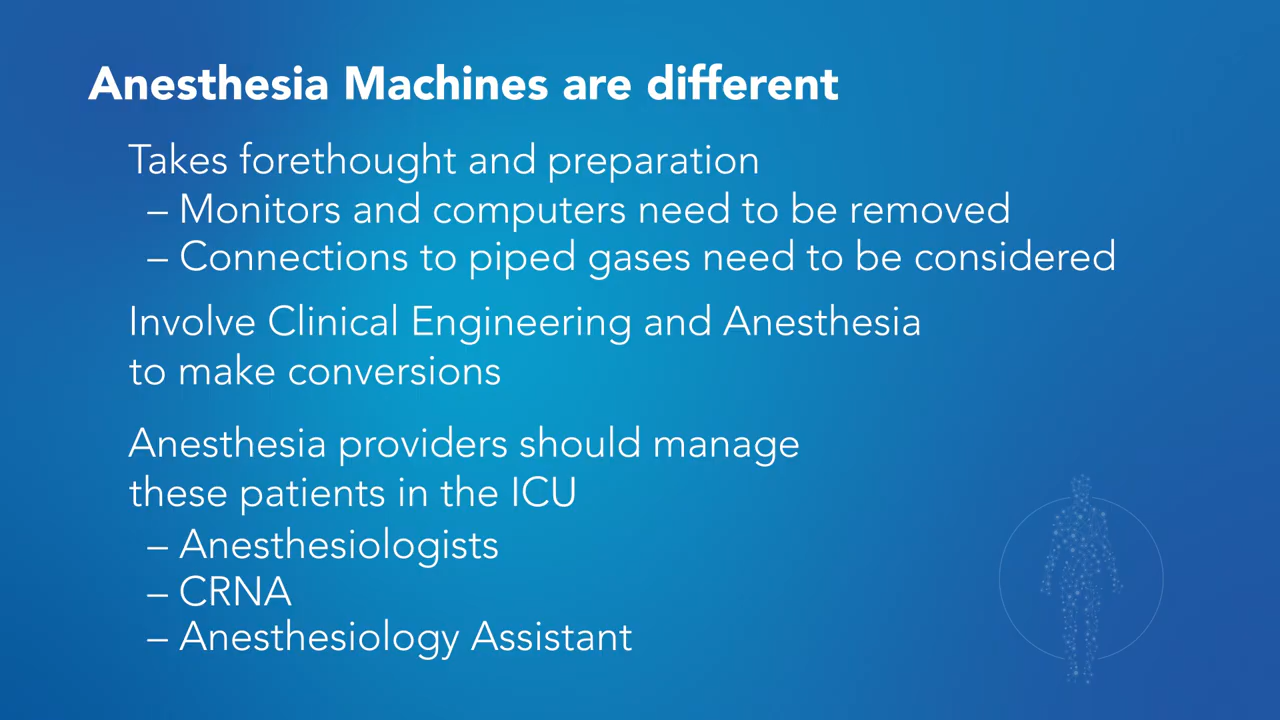 Anesthesia Machines are different
Takes forethought and preparation
– Monitors and computers need to be removed
– Connections to piped gases need to be considered
Involve Clinical Engineering and Anesthesia
to make conversions
Anesthesia providers should manage
these patients in the ICU
– Anesthesiologists
– CRNA
– Anesthesiology Assistant